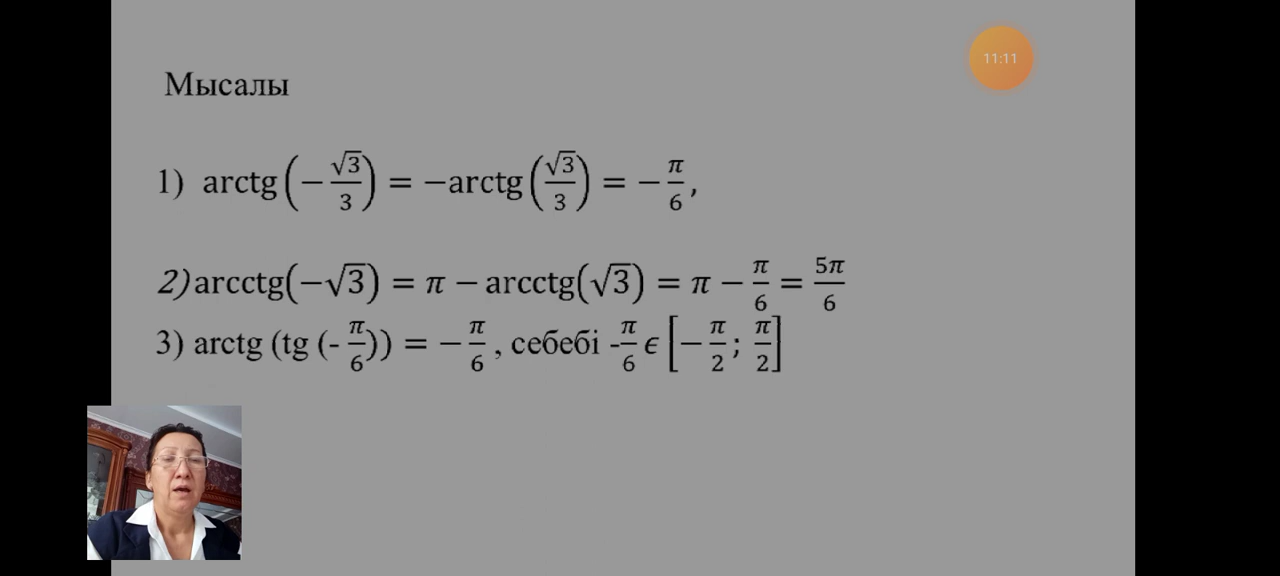 11:11
Мысалы
1) arctg(−√3/3) = −arctg(√3/3) = −π/6,
2)arcctg(−√3) = π − arcctg(√3) = π − π/6 = 5π/6
3) arctg (tg (-π/6)) = −π/6 , себебі -π/6 ϵ [−π/2; π/2]